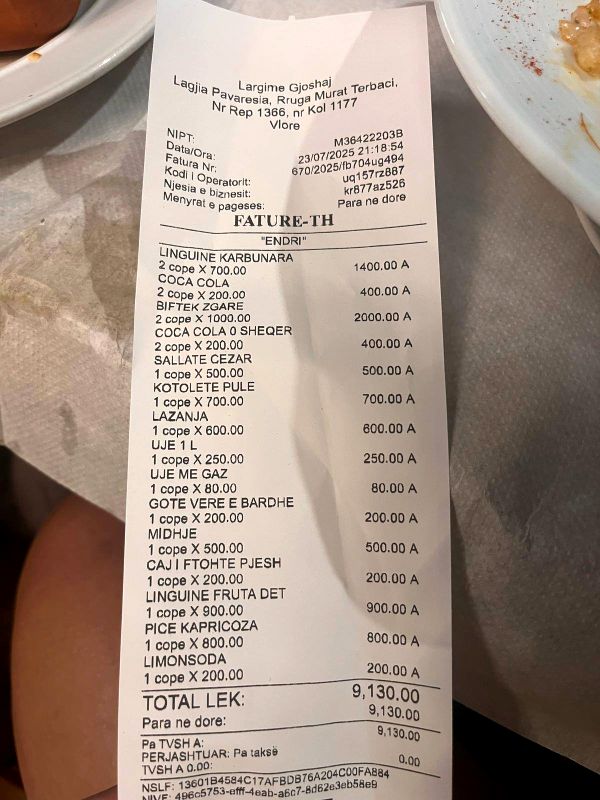 Largime Gjoshaj
Lagjia Pavaresia, Rruga Murat Terbaci,
Nr Rep 1366, nr Kol 1177
Vlore
NIPT: M36422203B
Data/Ora: 23/07/2025 21:18:54
Fatura Nr: 670/2025/fb704ug494
Kodi i Operatorit: uq157rz887
Njesia e biznesit: kr877az526
Menyrat e pageses: Para ne dore
FATURE-TH
"ENDRI"
LINGUINE KARBUNARA
2 cope X 700.00 1400.00 A
COCA COLA
2 cope X 200.00 400.00 A
BIFTEK ZGARE
2 cope X 1000.00 2000.00 A
COCA COLA 0 SHEQER
2 cope X 200.00 400.00 A
SALLATE CEZAR
1 cope X 500.00 500.00 A
KOTOLETE PULE
1 cope X 700.00 700.00 A
LAZANJA
1 cope X 600.00 600.00 A
UJE 1 L
1 cope X 250.00 250.00 A
UJE ME GAZ
1 cope X 80.00 80.00 A
GOTE VERE E BARDHE
1 cope X 200.00 200.00 A
MIDHJE
1 cope X 500.00 500.00 A
CAJ I FTOHTE PJESH
1 cope X 200.00 200.00 A
LINGUINE FRUTA DET
1 cope X 900.00 900.00 A
PICE KAPRICOZA
1 cope X 800.00 800.00 A
LIMONSODA
1 cope X 200.00 200.00 A
TOTAL LEK: 9,130.00
Para ne dore: 9,130.00
Pa TVSH A: 9,130.00
PERJASHTUAR: Pa taksë
TVSH A 0.00: 0.00
NSLF: 13601B4584C17AFBDB76A204C00FA884
NIVF: 496c5753-efff-4eab-a6c7-8d62e3eb58e9